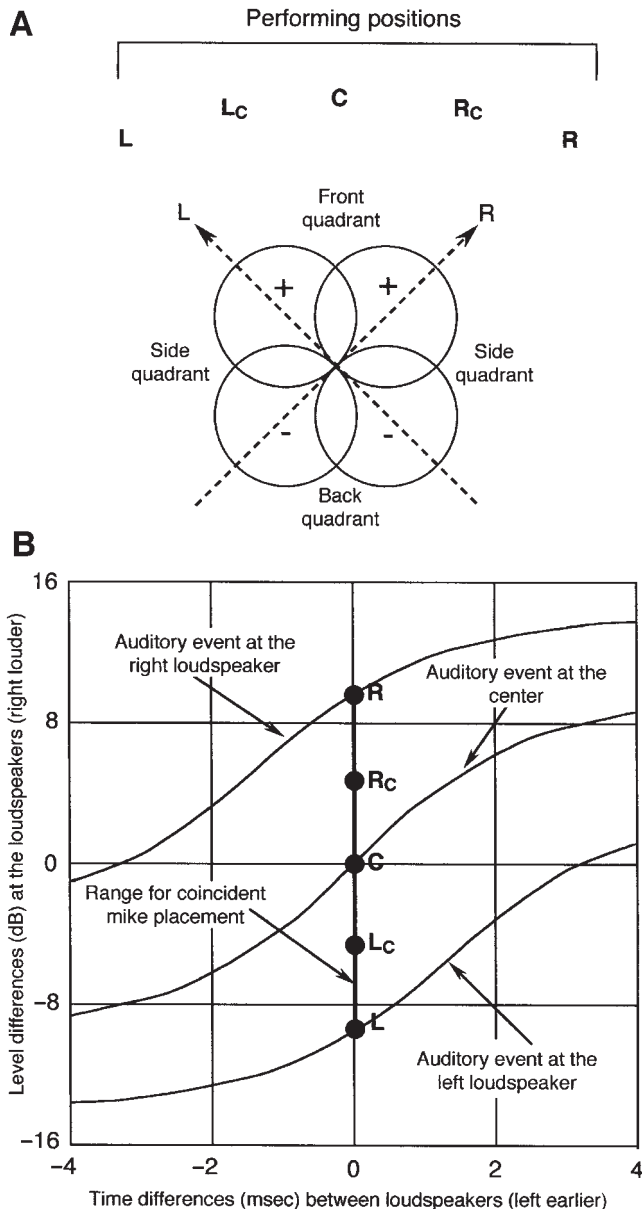 A
Performing positions
C
LC RC
L R
Front
quadrant
L R
+ +
Side
quadrant
Side
quadrant
- -
Back
quadrant
B
16
Auditory event at the
right loudspeaker
R
Auditory event at the
center
8
RC
0
C
Range for coincident
mike placement
LC
-8
L
Auditory event at the
left loudspeaker
-16
-4 -2 0 2 4
Level differences (dB) at the loudspeakers (right louder)
Time differences (msec) between loudspeakers (left earlier)